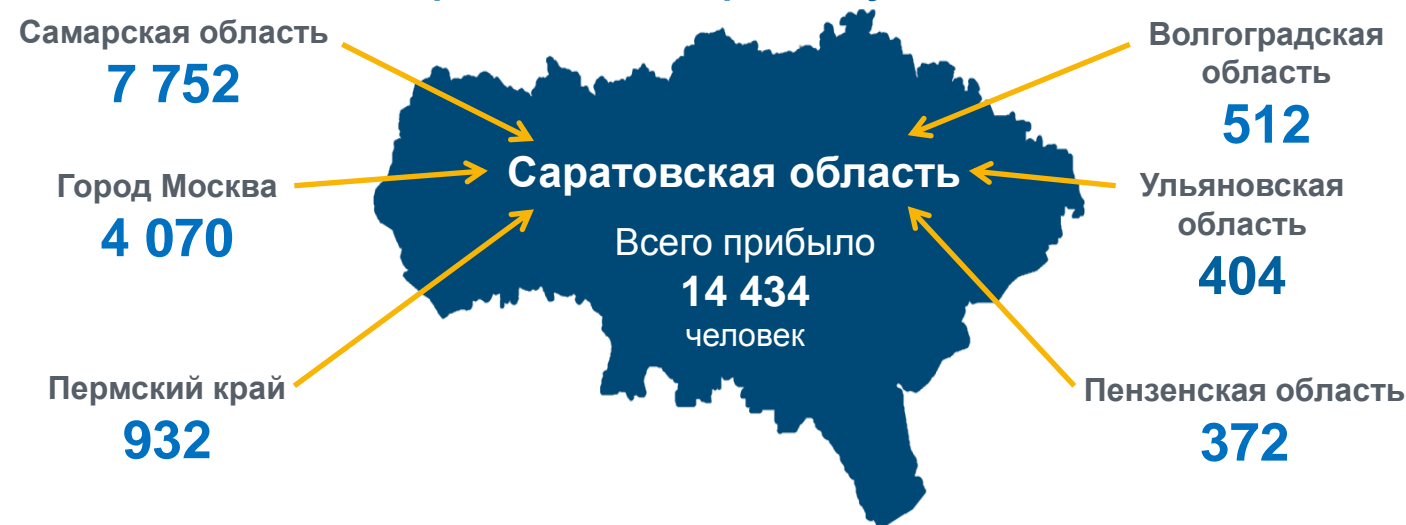 Самарская область
7 752
Волгоградская
область
512
Саратовская область
Город Москва
4 070
Ульяновская
область
404
Всего прибыло
14 434
человек
Пермский край
932
Пензенская область
372